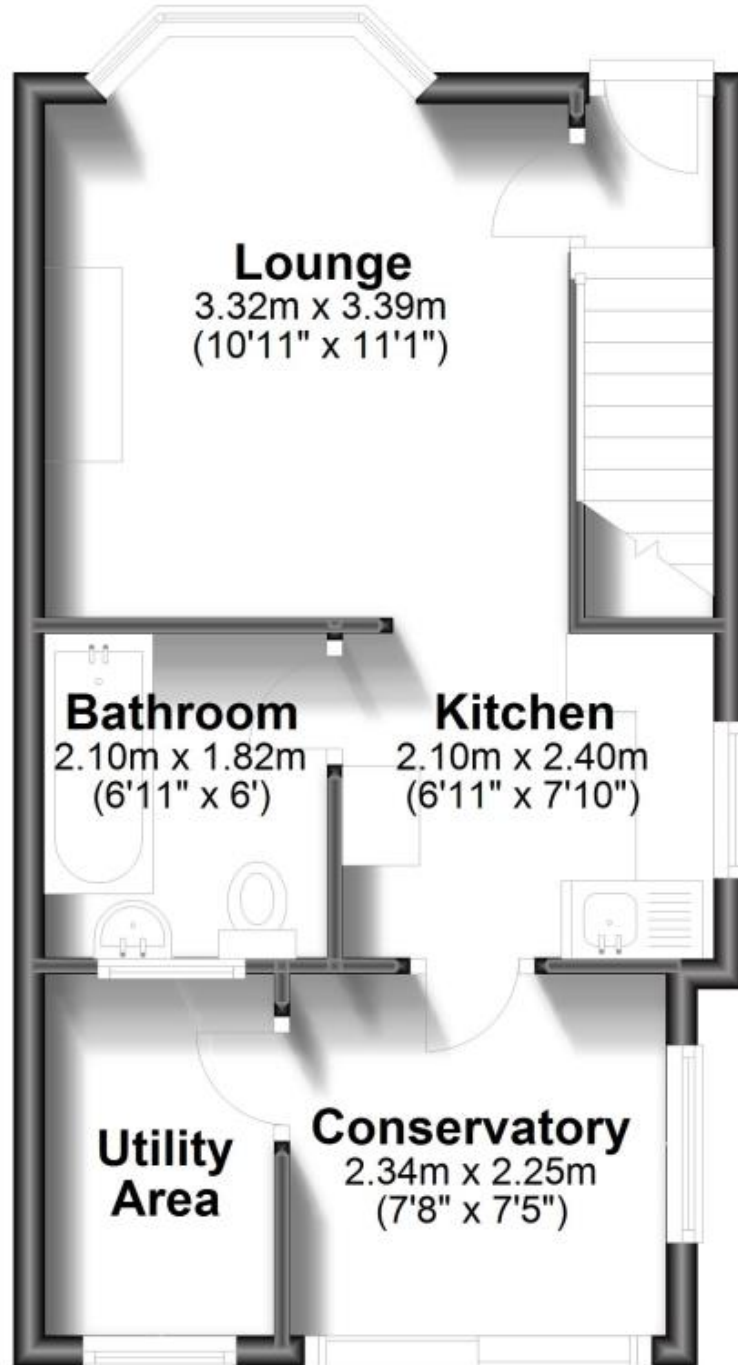 Lounge
3.32m x 3.39m
(10'11" x 11'1")
Bathroom
2.10m x 1.82m
(6'11" x 6')
Kitchen
2.10m x 2.40m
(6'11" x 7'10")
Utility
Area
Conservatory
2.34m x 2.25m
(7'8" x 7'5")